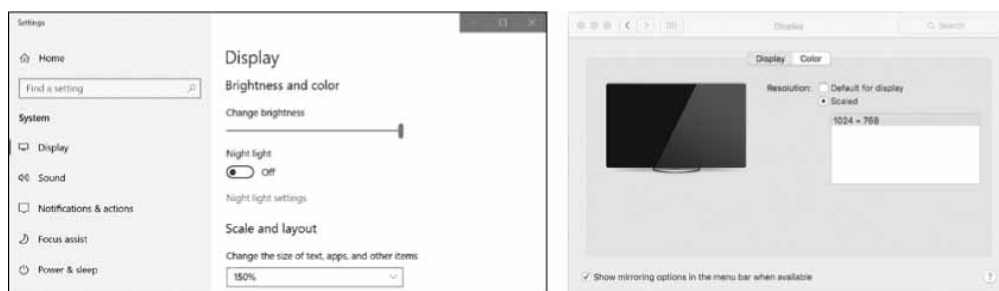 Settings
Home
Find a setting
System
Display
Sound
Notifications & actions
Focus assist
Power & sleep
Display
Brightness and color
Change brightness
Night light
Off
Night light settings
Scale and layout
Change the size of text, apps, and other items
150%
Display
Search
Display Color
Resolution: Default for display
Scaled
1024 × 768
Show mirroring options in the menu bar when available
?